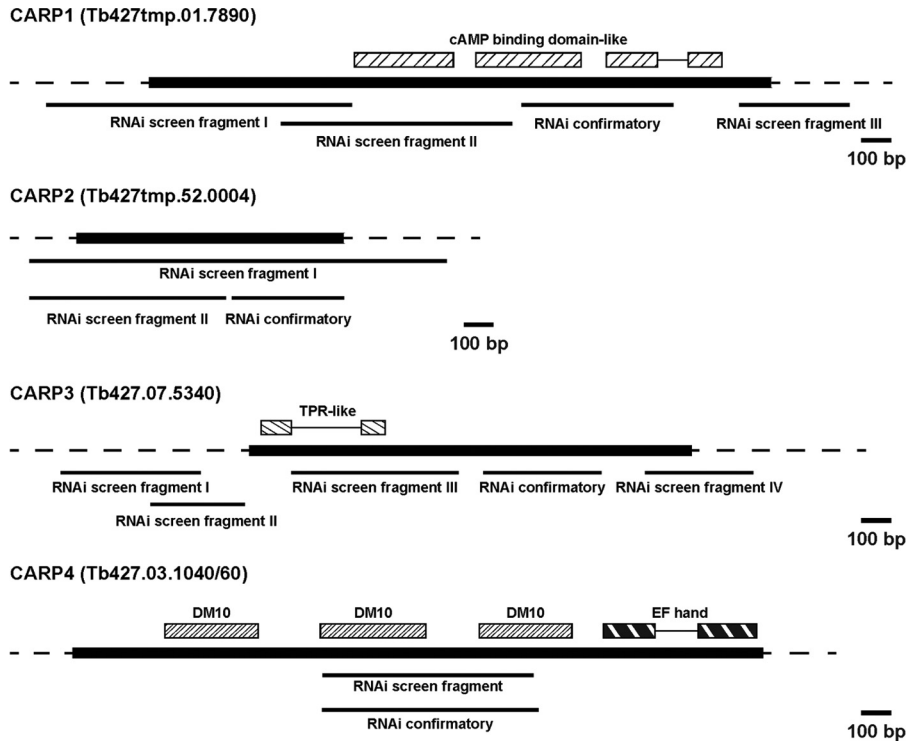 CARP1 (Tb427tmp.01.7890)
cAMP binding domain-like
RNAi screen fragment I
RNAi screen fragment II
RNAi confirmatory
RNAi screen fragment III
100 bp
CARP2 (Tb427tmp.52.0004)
RNAi screen fragment I
RNAi screen fragment II
RNAi confirmatory
100 bp
CARP3 (Tb427.07.5340)
TPR-like
RNAi screen fragment I
RNAi screen fragment II
RNAi screen fragment III
RNAi confirmatory
RNAi screen fragment IV
100 bp
CARP4 (Tb427.03.1040/60)
DM10
DM10
DM10
EF hand
RNAi screen fragment
RNAi confirmatory
100 bp